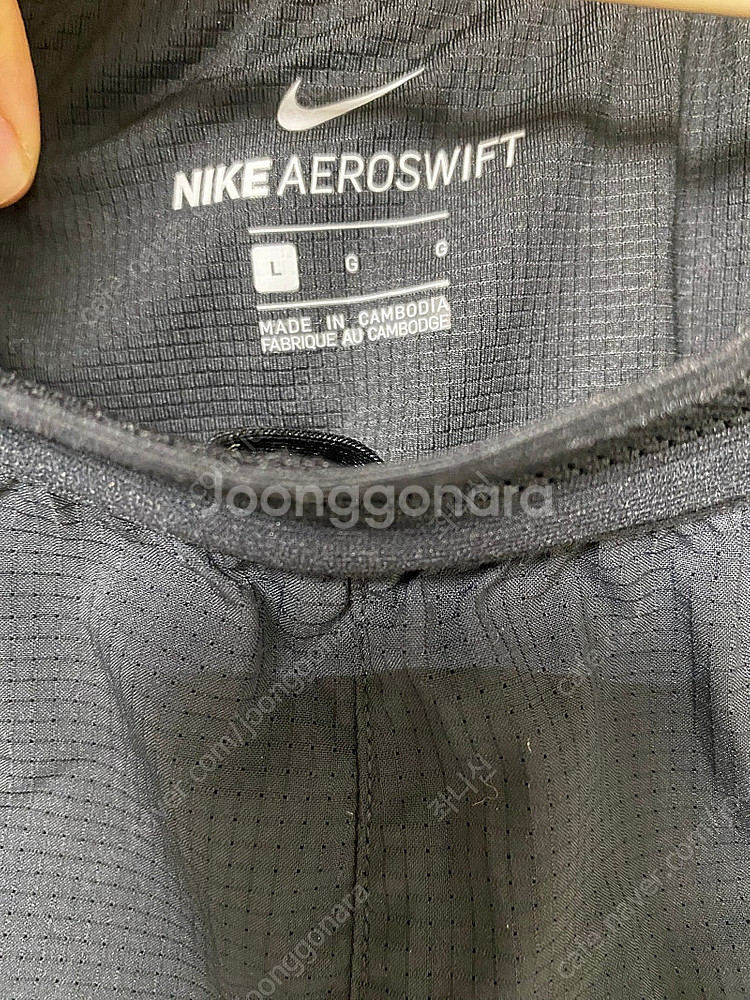 NIKE AEROSWIFT
L G G
MADE IN CAMBODIA
FABRIQUE AU CAMBODGE
Joonggonara